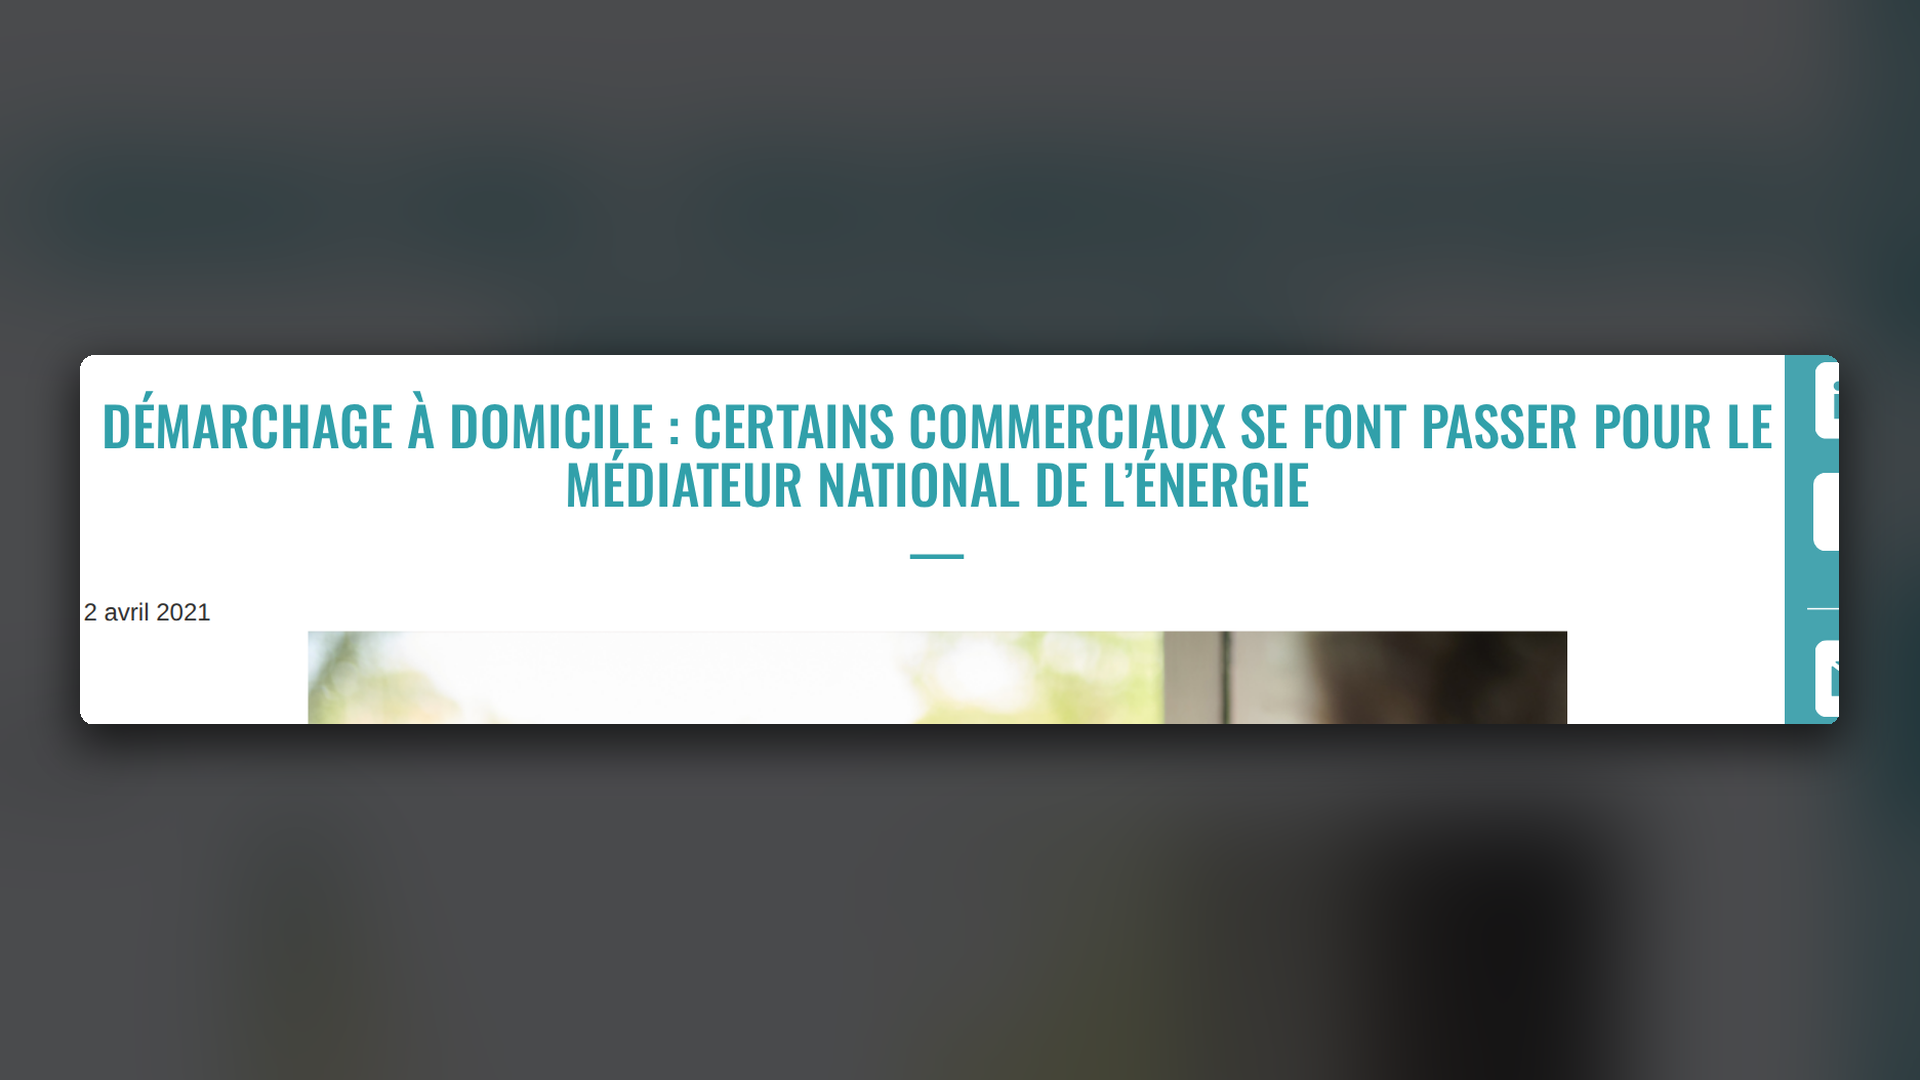 DÉMARCHAGE À DOMICILE : CERTAINS COMMERCIAUX SE FONT PASSER POUR LE
MÉDIATEUR NATIONAL DE L’ÉNERGIE
2 avril 2021